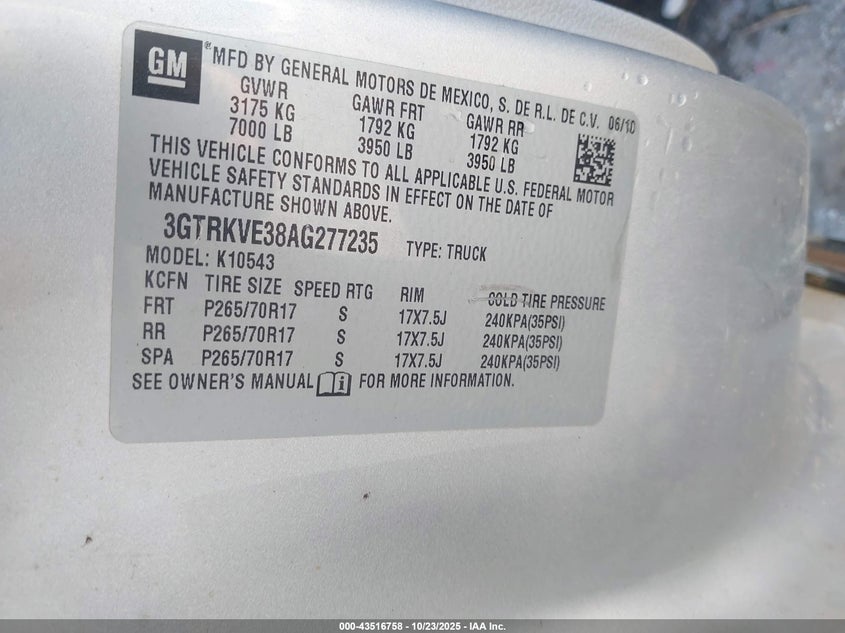 GM
® MFD BY GENERAL MOTORS DE MEXICO, S. DE R.L. DE C.V. 06/10
GVWR GAWR FRT GAWR RR
3175 KG 1792 KG 1792 KG
7000 LB 3950 LB 3950 LB
THIS VEHICLE CONFORMS TO ALL APPLICABLE U.S. FEDERAL MOTOR
VEHICLE SAFETY STANDARDS IN EFFECT ON THE DATE OF
MANUFACTURE SHOWN ABOVE.
3GTRKVE38AG277235 TYPE: TRUCK
MODEL: K10543
KCFN TIRE SIZE SPEED RTG RIM COLD TIRE PRESSURE
FRT P265/70R17 S 17X7.5J 240KPA(35PSI)
RR P265/70R17 S 17X7.5J 240KPA(35PSI)
SPA P265/70R17 S 17X7.5J 240KPA(35PSI)
SEE OWNER'S MANUAL FOR MORE INFORMATION.
000-43516758 - 10/23/2025 - IAA Inc.